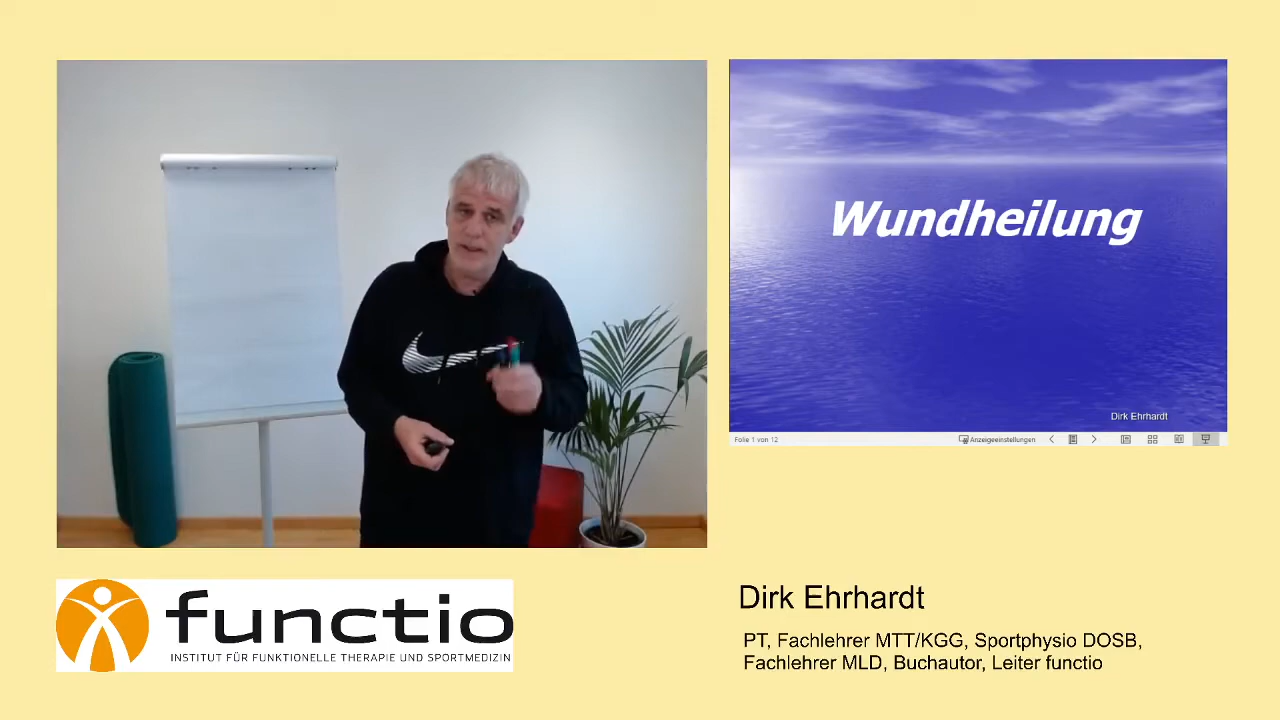 Wundheilung
Dirk Ehrhardt
Folie 1 von 12
Anzeigeeinstellungen
functio
INSTITUT FÜR FUNKTIONELLE THERAPIE UND SPORTMEDIZIN
Dirk Ehrhardt
PT, Fachlehrer MTT/KGG, Sportphysio DOSB,
Fachlehrer MLD, Buchautor, Leiter functio